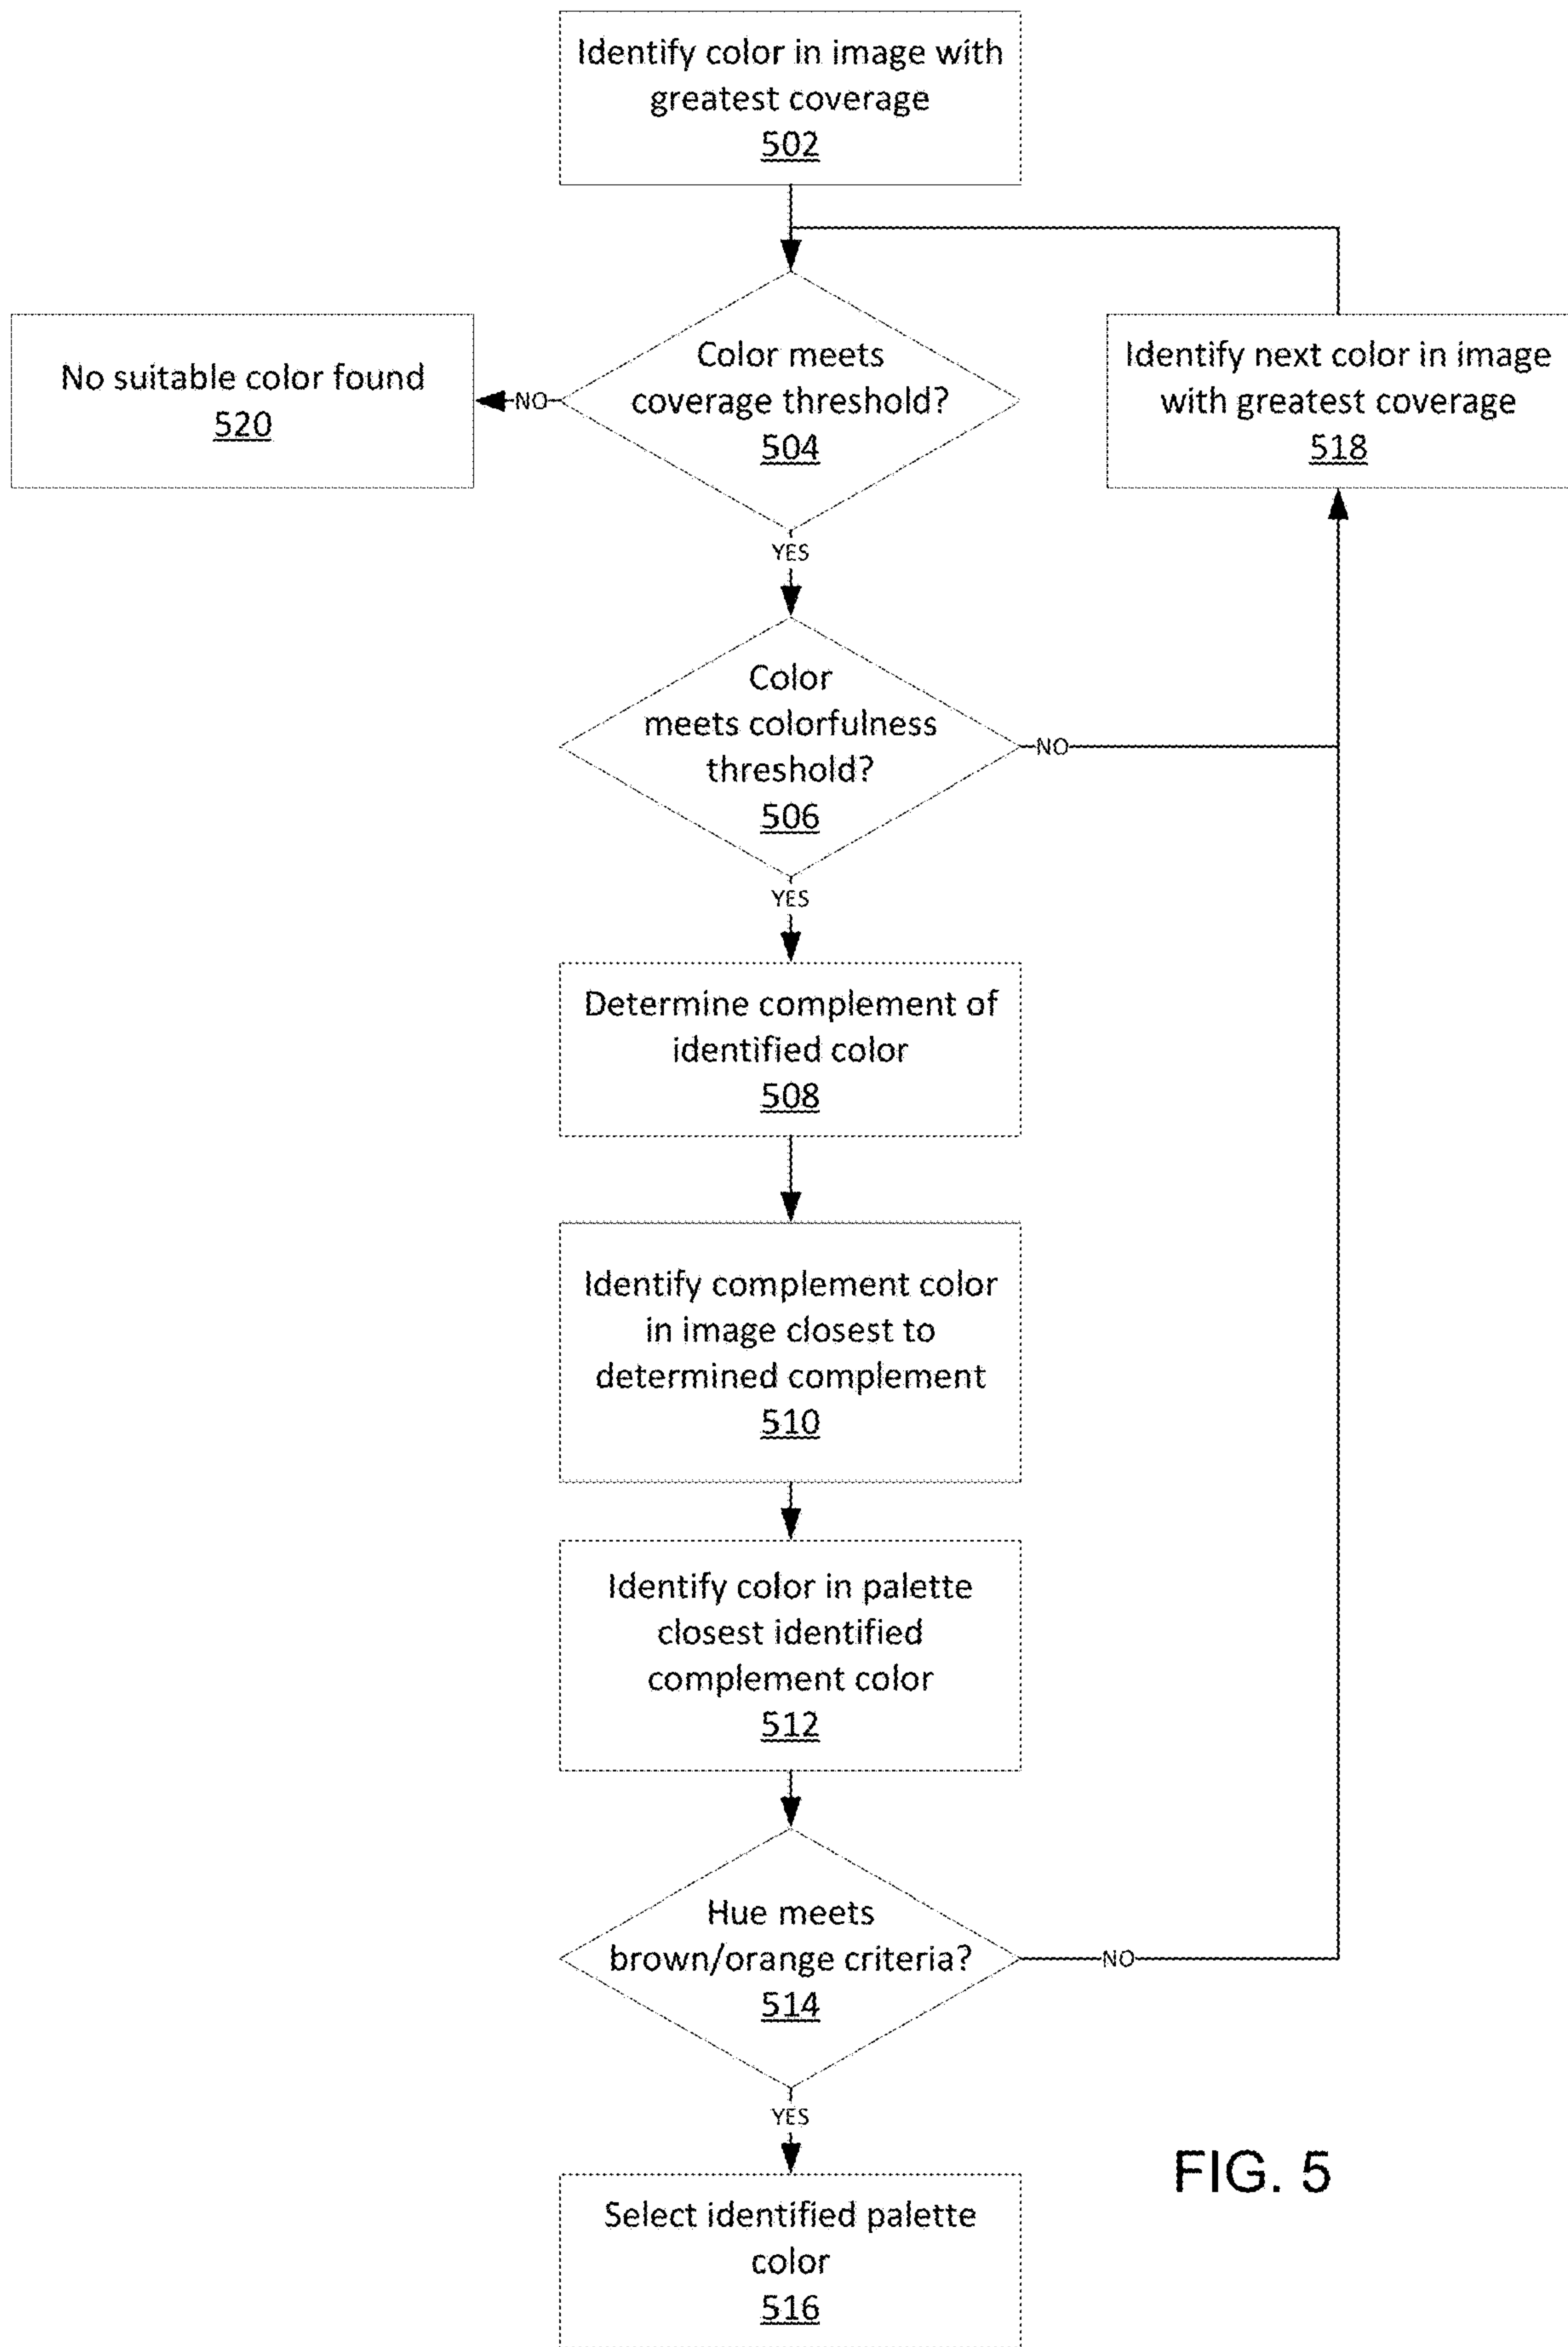 Identify color in image with
greatest coverage
502
Color meets
coverage threshold?
504
NO
No suitable color found
520
Identify next color in image
with greatest coverage
518
YES
Color
meets colorfulness
threshold?
506
NO
YES
Determine complement of
identified color
508
Identify complement color
in image closest to
determined complement
510
Identify color in palette
closest identified
complement color
512
Hue meets
brown/orange criteria?
514
NO
YES
Select identified palette
color
516
FIG. 5